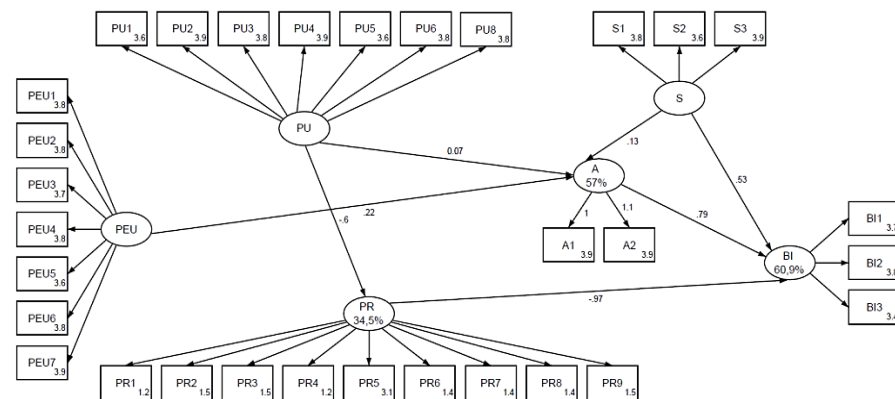 PU1 PU2 PU3 PU4 PU5 PU6 PU8
3.6 3.9 3.8 3.9 3.6 3.8 3.8
S1 S2 S3
3.8 3.6 3.9
PEU1
3.8
PEU2
3.8
PEU3
3.7
PEU4
3.8
PEU5
3.6
PEU6
3.8
PEU7
3.9
PU
S
PEU
0.07
.13
.53
.22
-.6
A
57%
1 1.1
.79
A1 A2
3.9 3.9
BI
60,9%
BI1
BI2
BI3
-.97
PR
34,5%
PR1 PR2 PR3 PR4 PR5 PR6 PR7 PR8 PR9
1.2 1.5 1.5 1.2 3.1 1.4 1.4 1.4 1.5